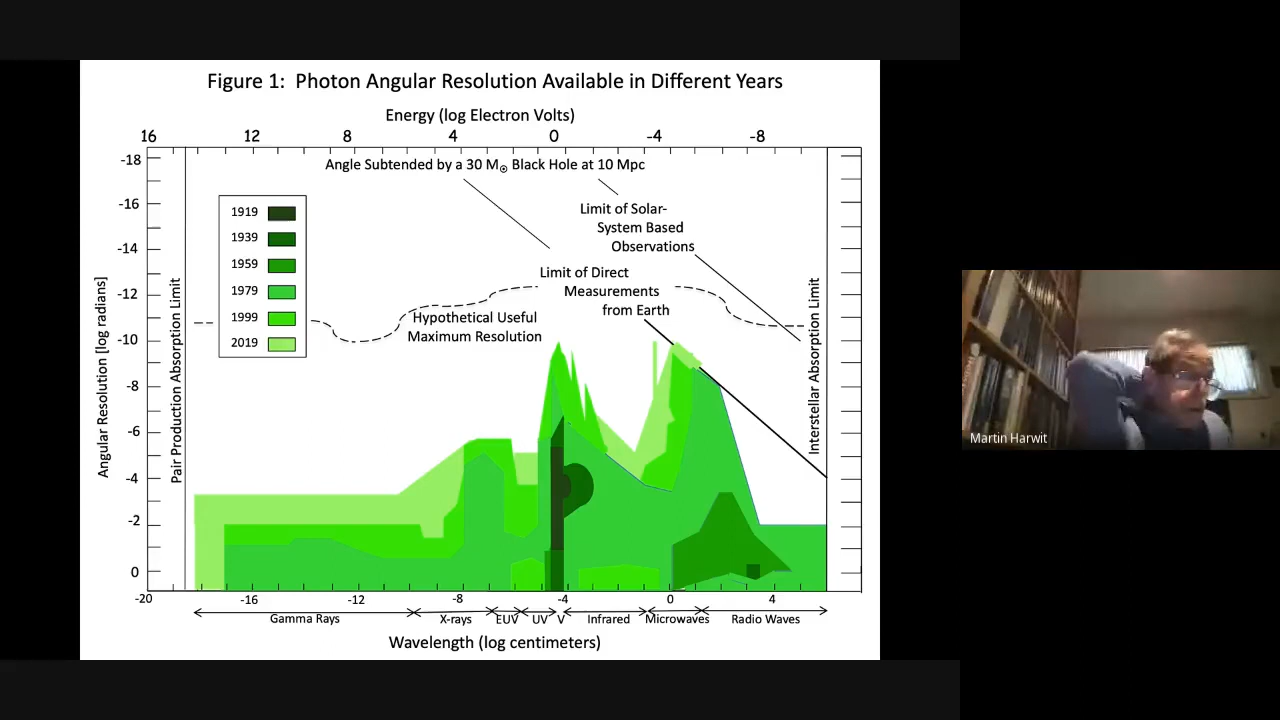 Figure 1: Photon Angular Resolution Available in Different Years
Energy (log Electron Volts)
16 12 8 4 0 -4 -8
Angle Subtended by a 30 M☉ Black Hole at 10 Mpc
Limit of Solar-
System Based
Observations
Limit of Direct
Measurements
from Earth
Hypothetical Useful
Maximum Resolution
1919
1939
1959
1979
1999
2019
Angular Resolution [log radians]
-18
-16
-14
-12
-10
-8
-6
-4
-2
0
Pair Production Absorption Limit
Interstellar Absorption Limit
-20 -16 -12 -8 -4 0 4
Gamma Rays X-rays EUV UV V Infrared Microwaves Radio Waves
Wavelength (log centimeters)
Martin Harwit